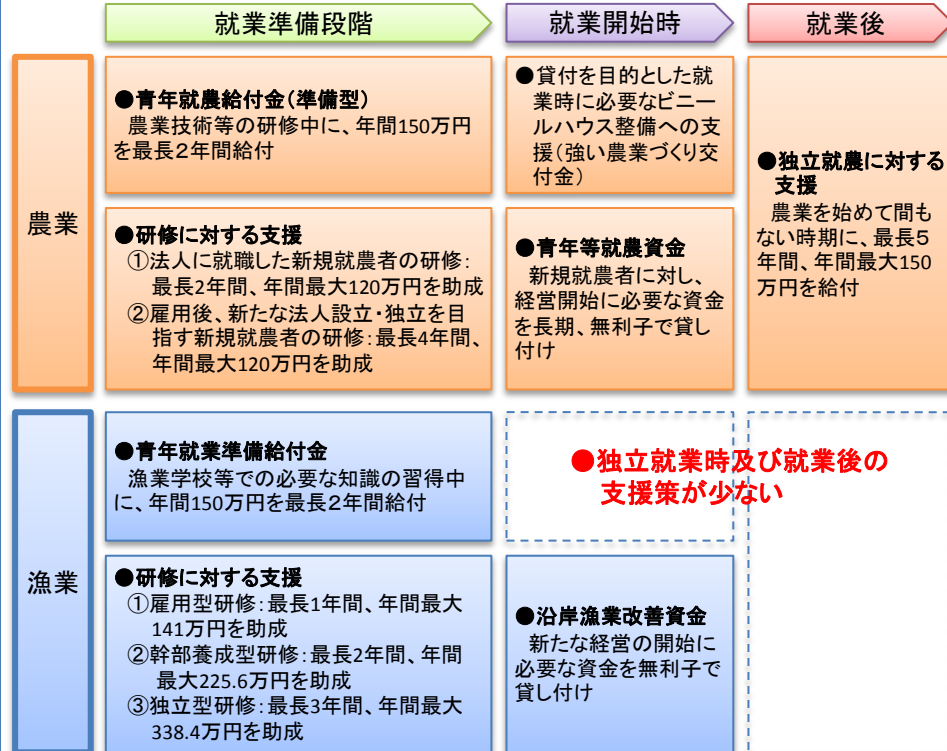 就業準備段階
就業開始時
就業後
農業
●青年就農給付金(準備型)
農業技術等の研修中に、年間150万円
を最長2年間給付
●研修に対する支援
①法人に就職した新規就農者の研修:
最長2年間、年間最大120万円を助成
②雇用後、新たな法人設立・独立を目
指す新規就農者の研修:最長4年間、
年間最大120万円を助成
●貸付を目的とした就
業時に必要なビニー
ルハウス整備への支
援(強い農業づくり交
付金)
●青年等就農資金
新規就農者に対し、
経営開始に必要な資金
を長期、無利子で貸し
付け
●独立就農に対する
支援
農業を始めて間も
ない時期に、最長5
年間、年間最大150
万円を給付
漁業
●青年就業準備給付金
漁業学校等での必要な知識の習得中
に、年間150万円を最長2年間給付
●研修に対する支援
①雇用型研修:最長1年間、年間最大
141万円を助成
②幹部養成型研修:最長2年間、年間
最大225.6万円を助成
③独立型研修:最長3年間、年間最大
338.4万円を助成
●独立就業時及び就業後の
支援策が少ない
●沿岸漁業改善資金
新たな経営の開始に
必要な資金を無利子で
貸し付け